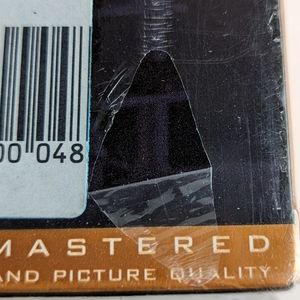 00 048
MASTERED
AND PICTURE QUALITY